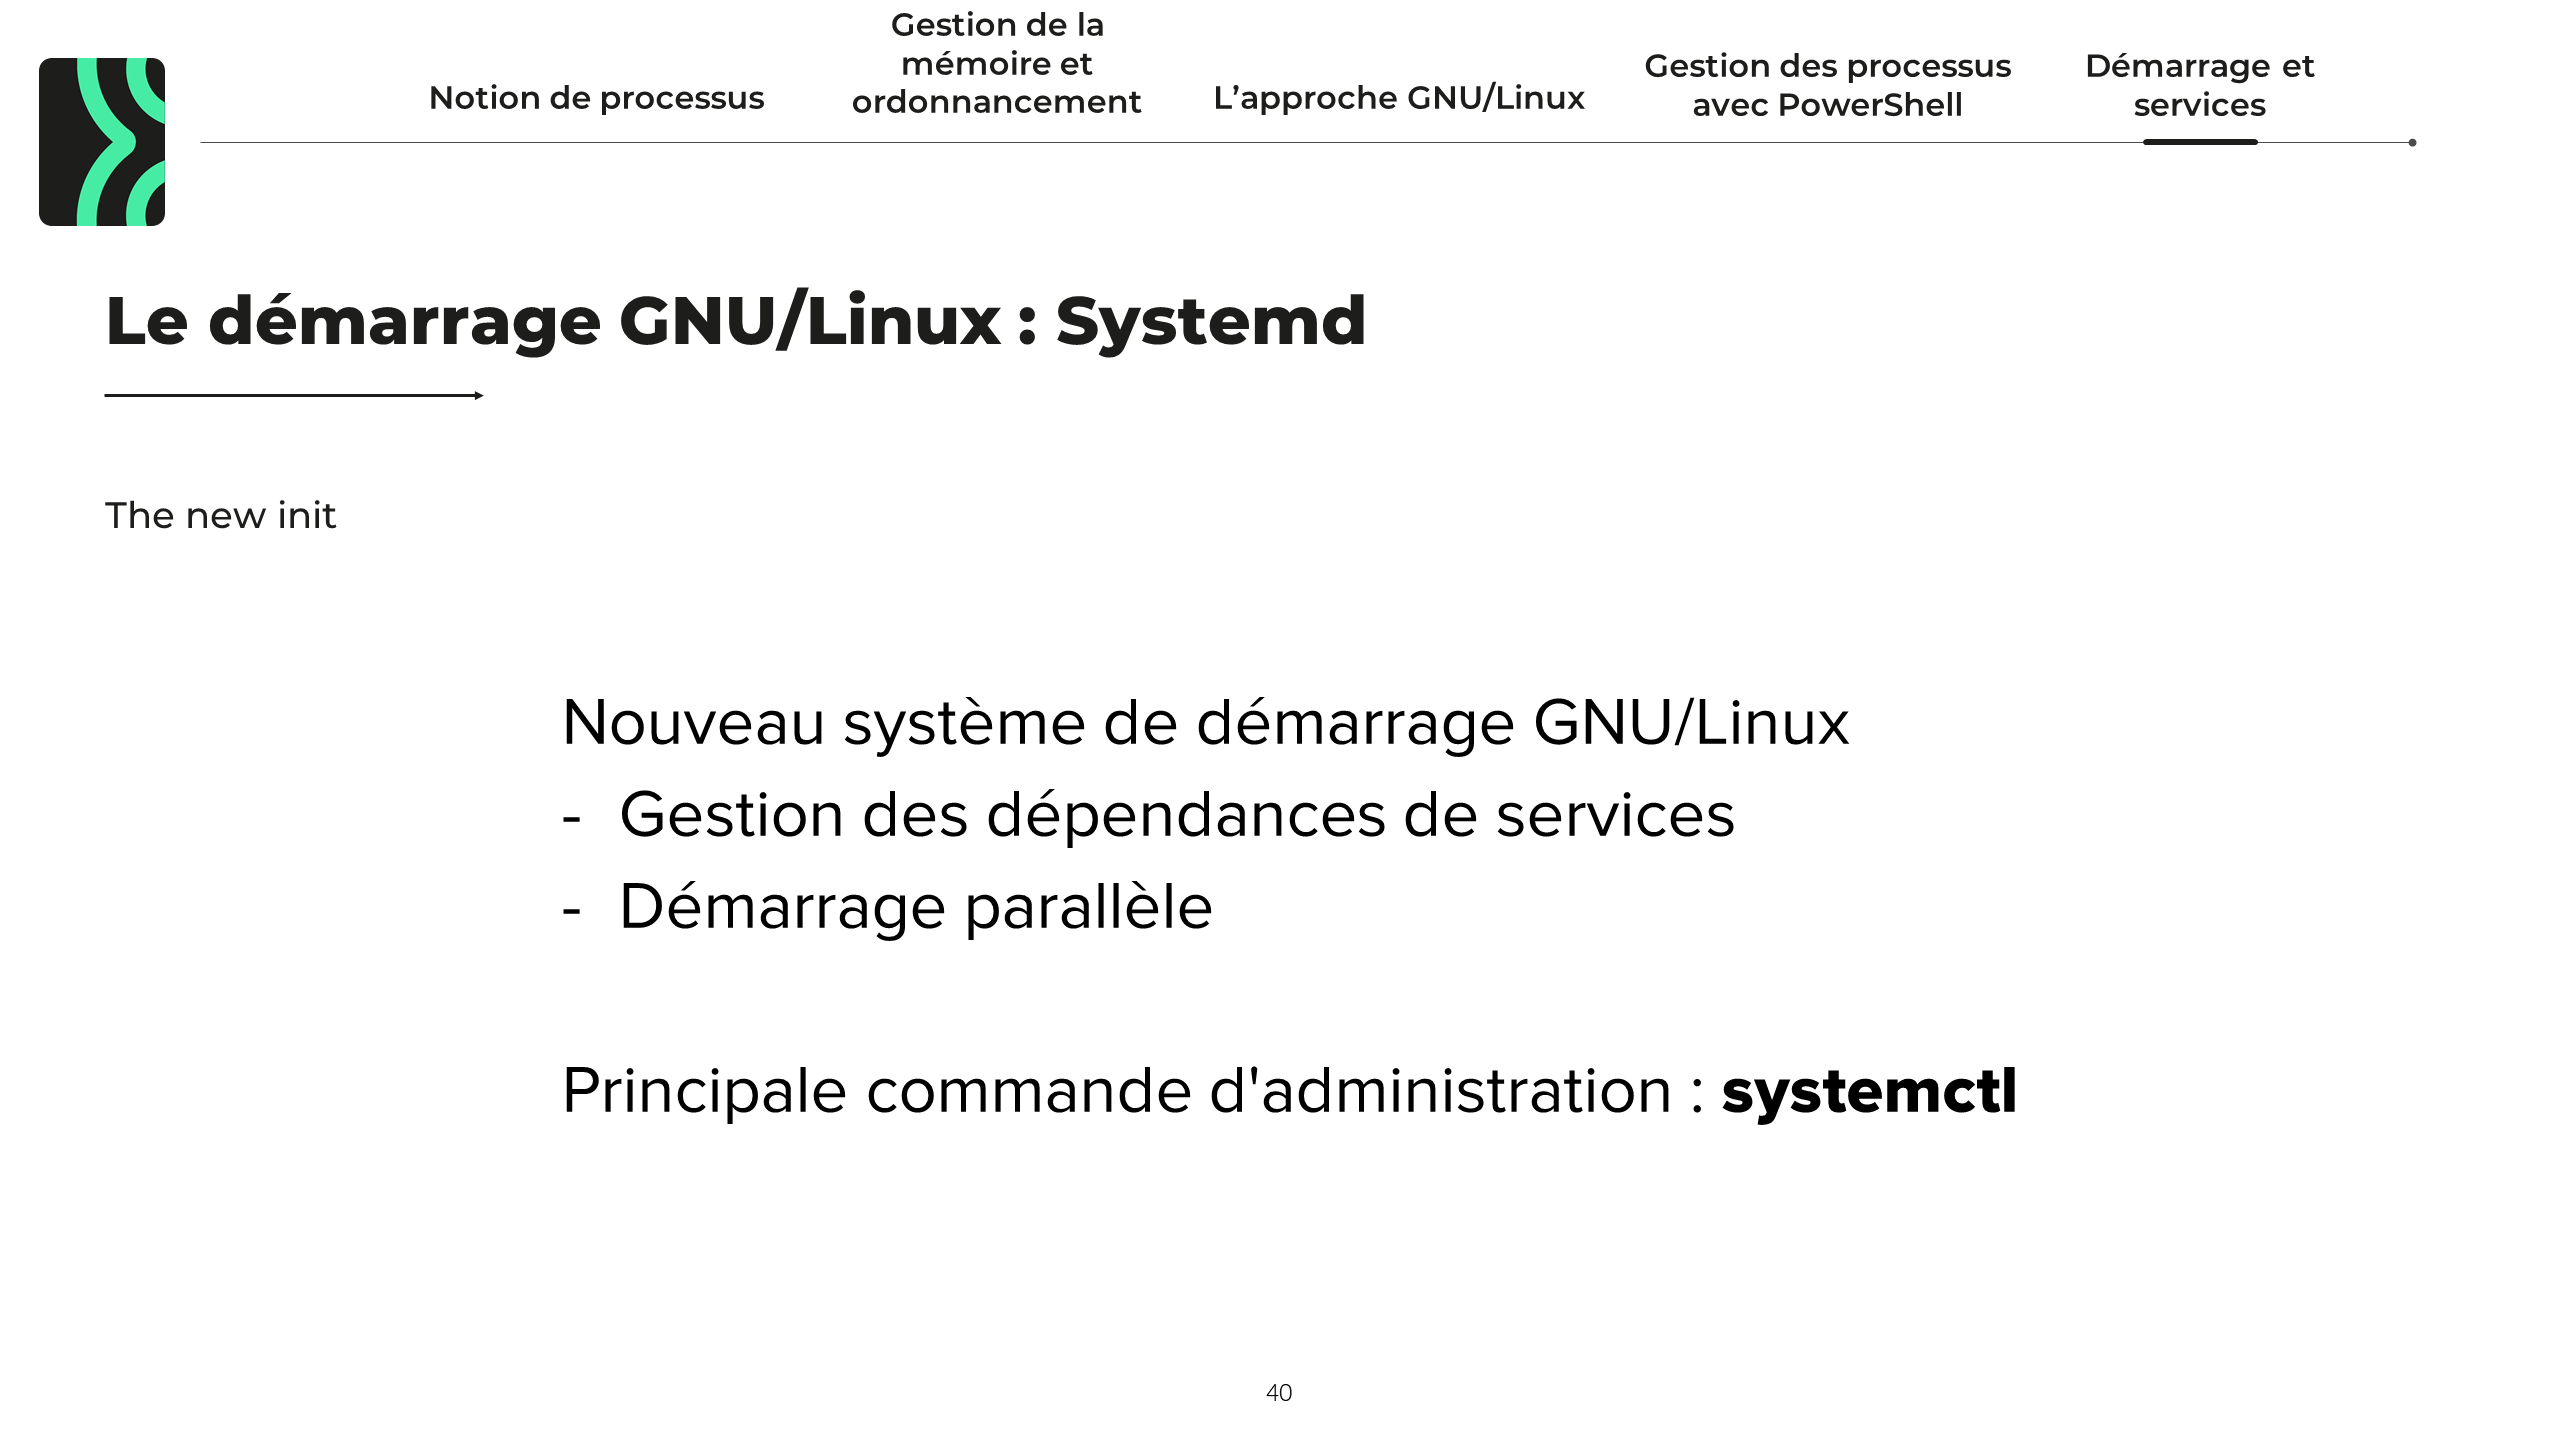 Notion de processus
Gestion de la
mémoire et
ordonnancement
L’approche GNU/Linux
Gestion des processus
avec PowerShell
Démarrage et
services
Le démarrage GNU/Linux : Systemd
The new init
Nouveau système de démarrage GNU/Linux
- Gestion des dépendances de services
- Démarrage parallèle
Principale commande d'administration : systemctl
40